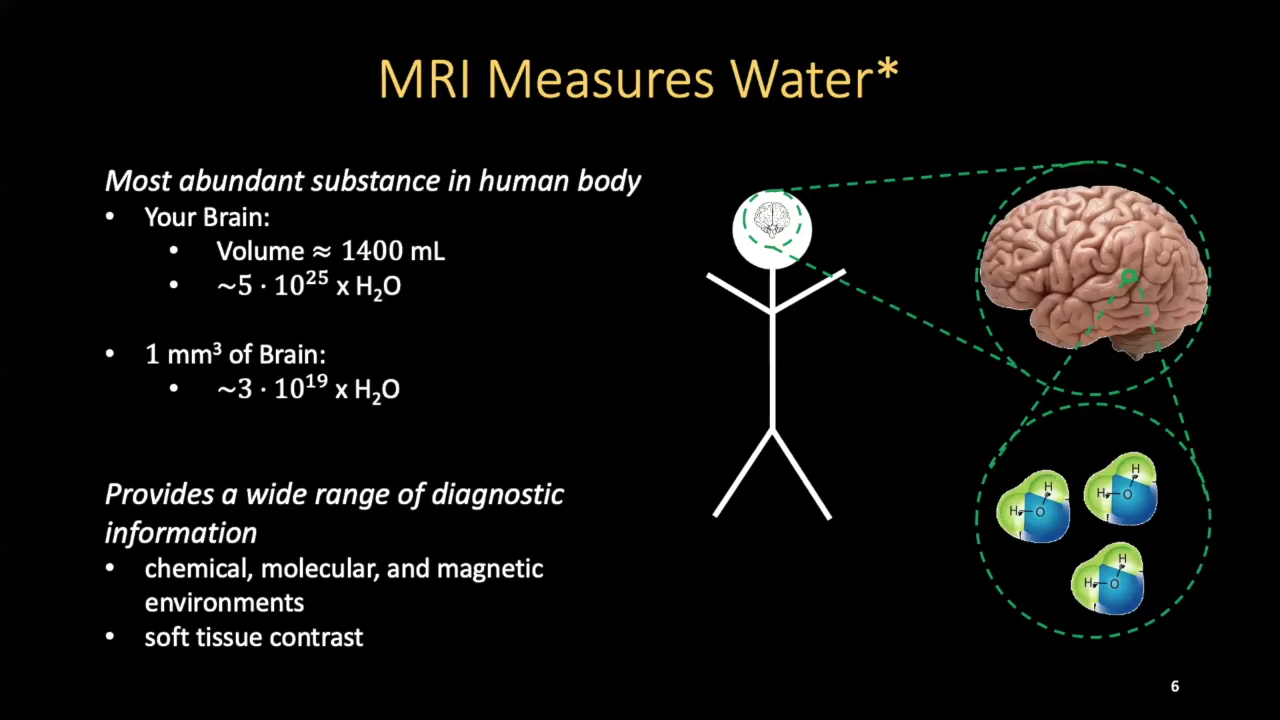 MRI Measures Water*
Most abundant substance in human body
• Your Brain:
• Volume ≈ 1400 mL
• ~5 · 10²⁵ x H₂O
• 1 mm³ of Brain:
• ~3 · 10¹⁹ x H₂O
Provides a wide range of diagnostic
information
• chemical, molecular, and magnetic
environments
• soft tissue contrast
H
H O
H
H O
H
H O
6